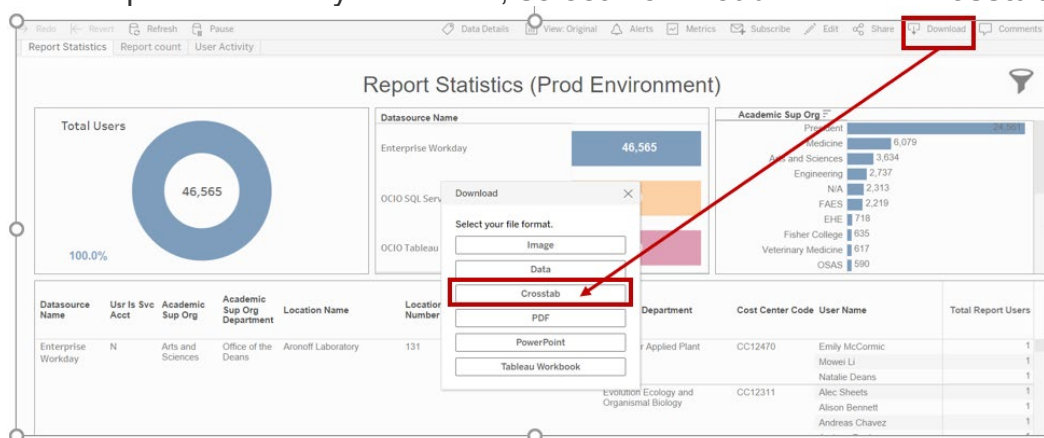 Redo Revert Refresh Pause Data Details View: Original Alerts Metrics Subscribe Edit Share Download Comments
Report Statistics Report count User Activity
Report Statistics (Prod Environment)
Total Users
46,565
100.0%
Datasource Name
Enterprise Workday 46,565
OCIO SQL Serv
OCIO Tableau
Academic Sup Org
President 24,561
Medicine 6,079
Arts and Sciences 3,634
Engineering 2,737
N/A 2,313
FAES 2,219
EHE 718
Fisher College 635
Veterinary Medicine 617
OSAS 590
Download
Select your file format.
Image
Data
Crosstab
PDF
PowerPoint
Tableau Workbook
Datasource Name Usr Is Svc Acct Academic Sup Org Academic Sup Org Department Location Name Location Number Department Cost Center Code User Name Total Report Users
Enterprise Workday N Arts and Sciences Office of the Deans Aronoff Laboratory 131 Applied Plant CC12470 Emily McCormic 1
Mowei Li 1
Natalie Deans 1
Evolution Ecology and Organismal Biology CC12311 Alec Sheets 1
Alison Bennett 1
Andreas Chavez 1